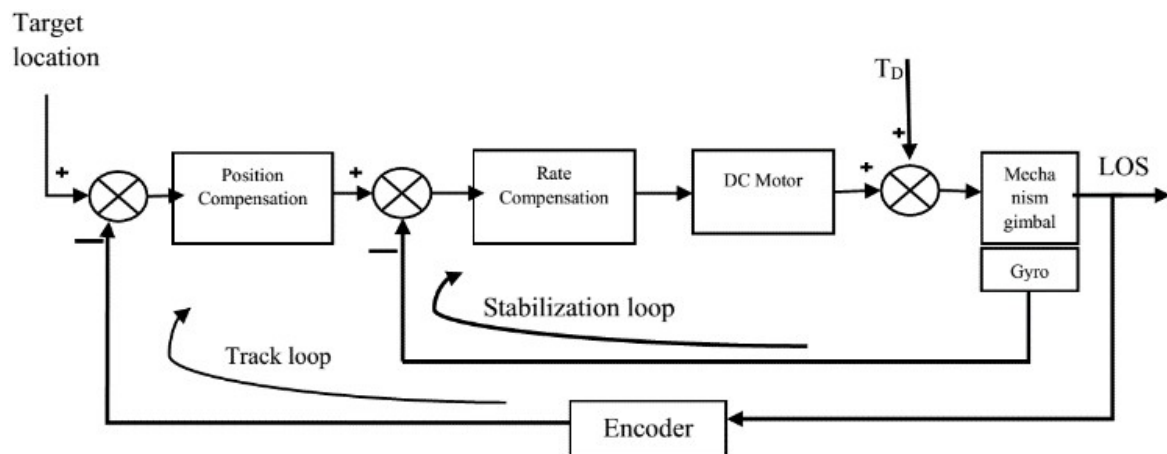 Target
location
T_D
+
+
+
+
Position
Compensation
Rate
Compensation
DC Motor
Mecha
nism
gimbal
LOS
Gyro
—
—
Stabilization loop
Track loop
Encoder